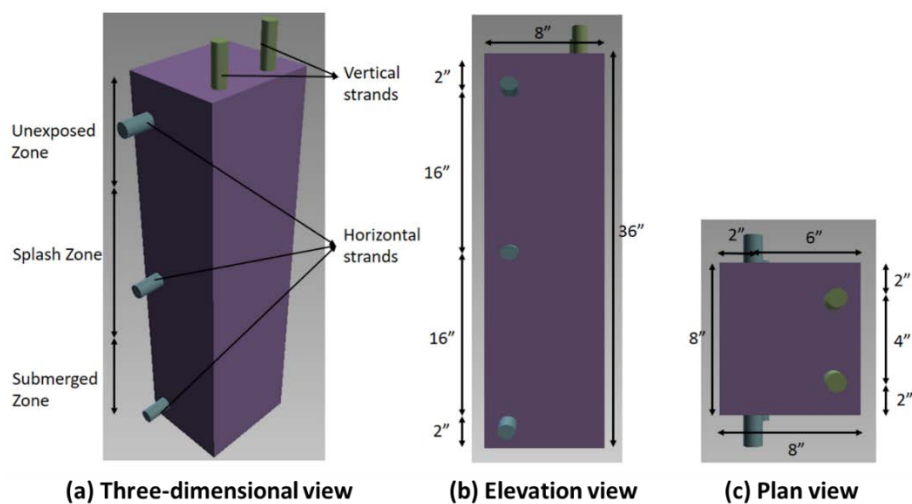 Vertical
strands
Unexposed
Zone
Splash Zone
Horizontal
strands
Submerged
Zone
(a) Three-dimensional view
8”
2”
16”
36”
16”
2”
(b) Elevation view
2”
6”
2”
8”
4”
2”
8”
(c) Plan view